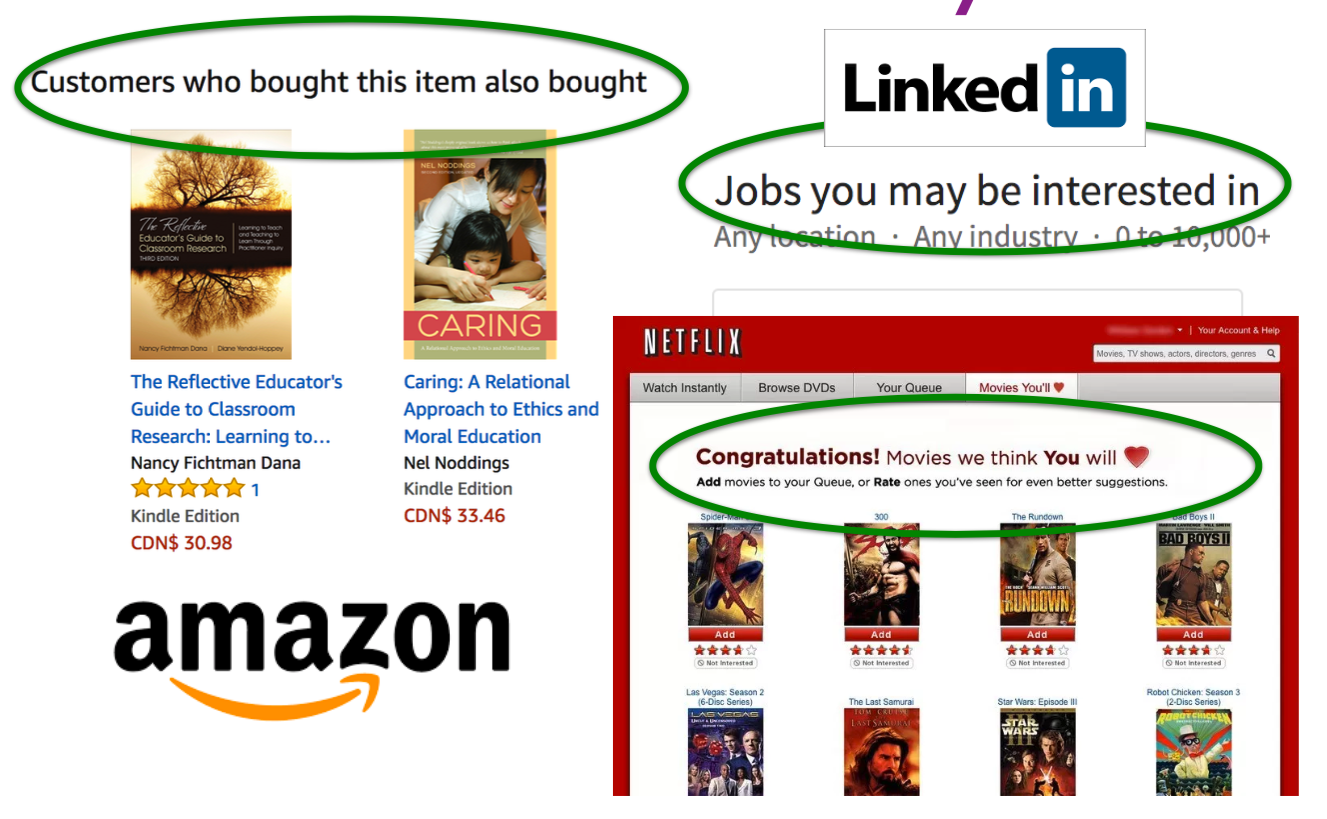 Customers who bought this item also bought
The Reflective
Educator's Guide to
Classroom Research
THIRD EDITION
Learning to Teach
and Teaching to
Learn Through
Practitioner Inquiry
Nancy Fichtman Dana | Diane Yendol-Hoppey
NEL NODDINGS
CARING
A Relational Approach to Ethics and Moral Education
The Reflective Educator's
Guide to Classroom
Research: Learning to...
Nancy Fichtman Dana
1
Kindle Edition
CDN$ 30.98
Caring: A Relational
Approach to Ethics and
Moral Education
Nel Noddings
Kindle Edition
CDN$ 33.46
amazon
Linked in
Jobs you may be interested in
Any location · Any industry · 0 to 10,000+
NETFLIX
Your Account & Help
Movies, TV shows, actors, directors, genres
Watch Instantly
Browse DVDs
Your Queue
Movies You'll ♥
Congratulations! Movies we think You will ♥
Add movies to your Queue, or Rate ones you've seen for even better suggestions.
Spider-Man
300
The Rundown
Bad Boys II
MARTIN LAWRENCE WILL SMITH
BAD BOYS II
RUNDOWN
Add
Add
Add
Add
Not Interested
Not Interested
Not Interested
Not Interested
Las Vegas: Season 2
(6-Disc Series)
The Last Samurai
Star Wars: Episode III
Robot Chicken: Season 3
(2-Disc Series)
LAS VEGAS
UNCUT & UNCENSORED
TOM CRUISE
LAST SAMURAI
STAR
WARS
III
ROBOT CHICKEN